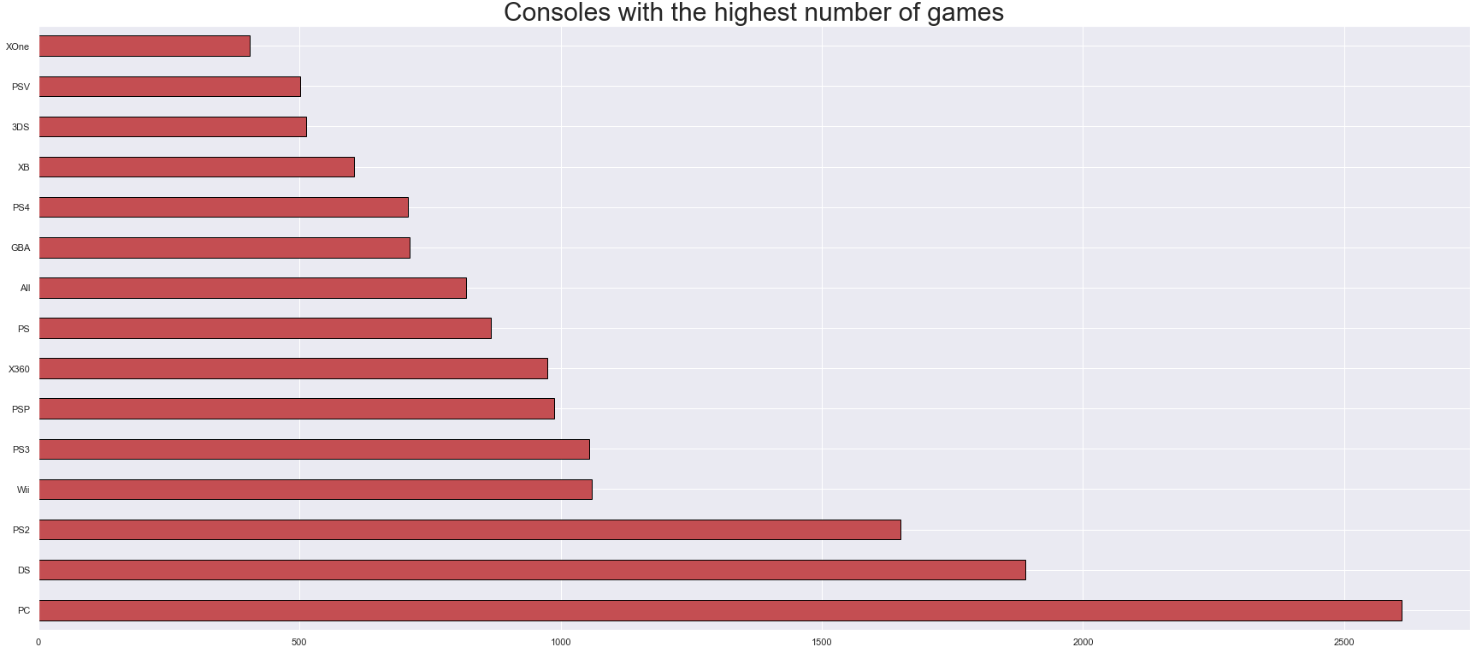 Consoles with the highest number of games
XOne
PSV
3DS
XB
PS4
GBA
All
PS
X360
PSP
PS3
Wii
PS2
DS
PC
0 500 1000 1500 2000 2500